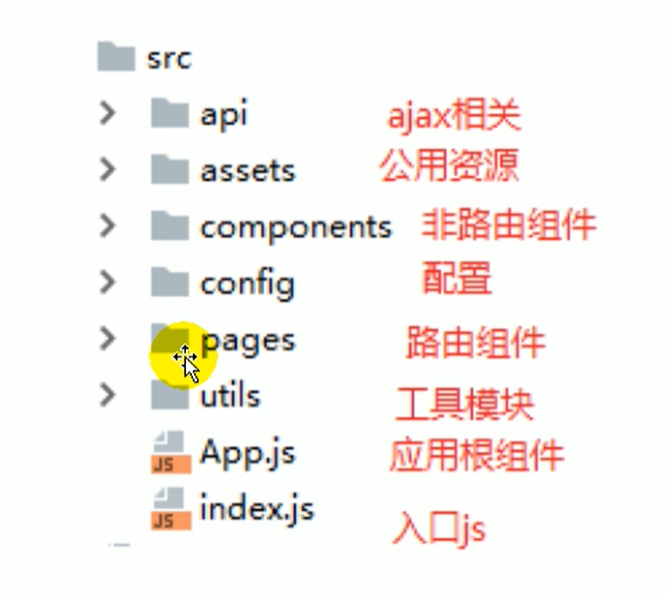 src
api ajax相关
assets 公用资源
components 非路由组件
config 配置
pages 路由组件
utils 工具模块
JS App.js 应用根组件
JS index.js 入口js